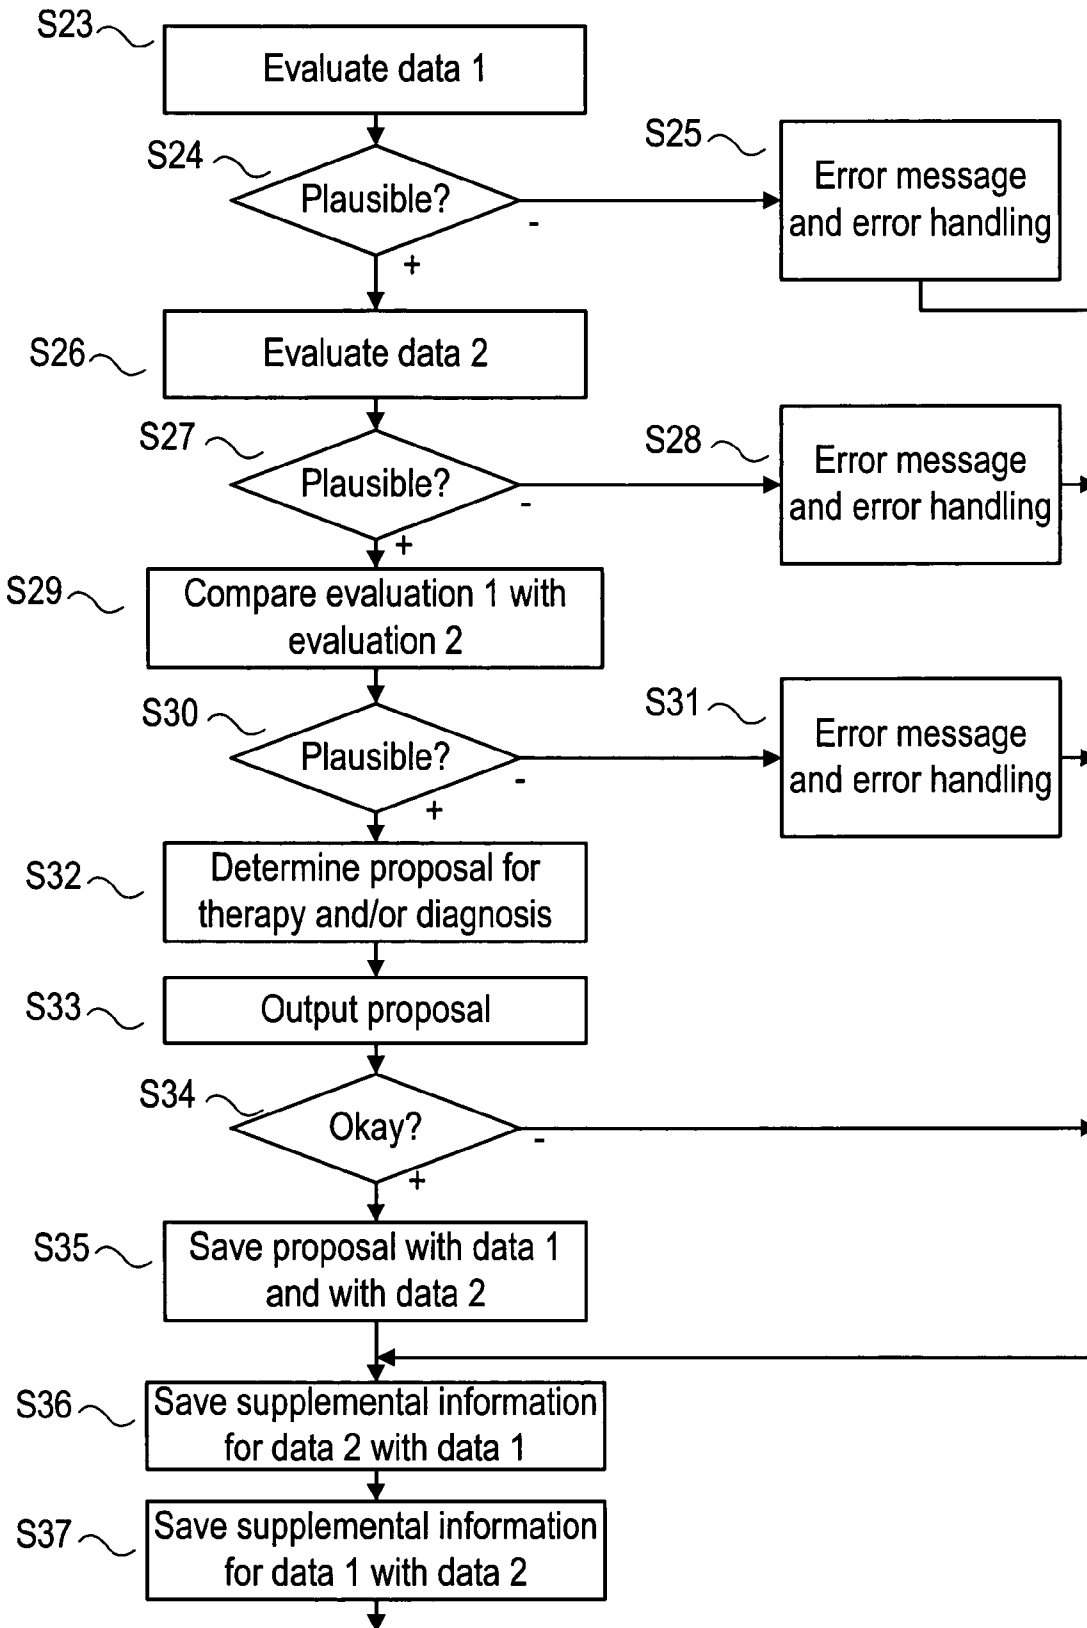 S23
Evaluate data 1
S24
Plausible?
-
+
S25
Error message
and error handling
S26
Evaluate data 2
S27
Plausible?
-
+
S28
Error message
and error handling
S29
Compare evaluation 1 with
evaluation 2
S30
Plausible?
-
+
S31
Error message
and error handling
S32
Determine proposal for
therapy and/or diagnosis
S33
Output proposal
S34
Okay?
-
+
S35
Save proposal with data 1
and with data 2
S36
Save supplemental information
for data 2 with data 1
S37
Save supplemental information
for data 1 with data 2